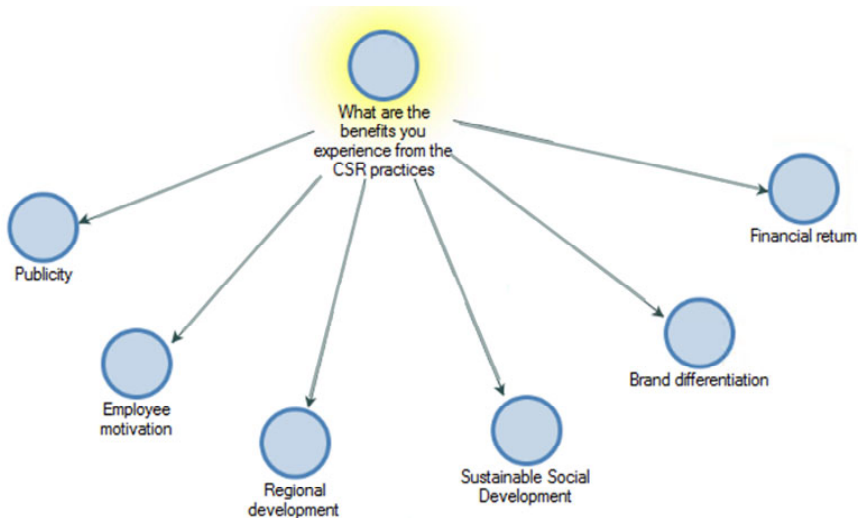 What are the
benefits you
experience from the
CSR practices
Financial return
Publicity
Brand differentiation
Employee
motivation
Sustainable Social
Development
Regional
development